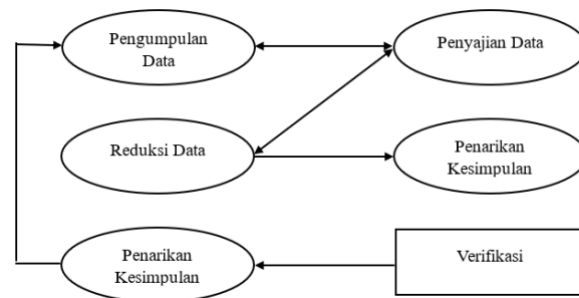 Pengumpulan
Data
Penyajian Data
Reduksi Data
Penarikan
Kesimpulan
Penarikan
Kesimpulan
Verifikasi